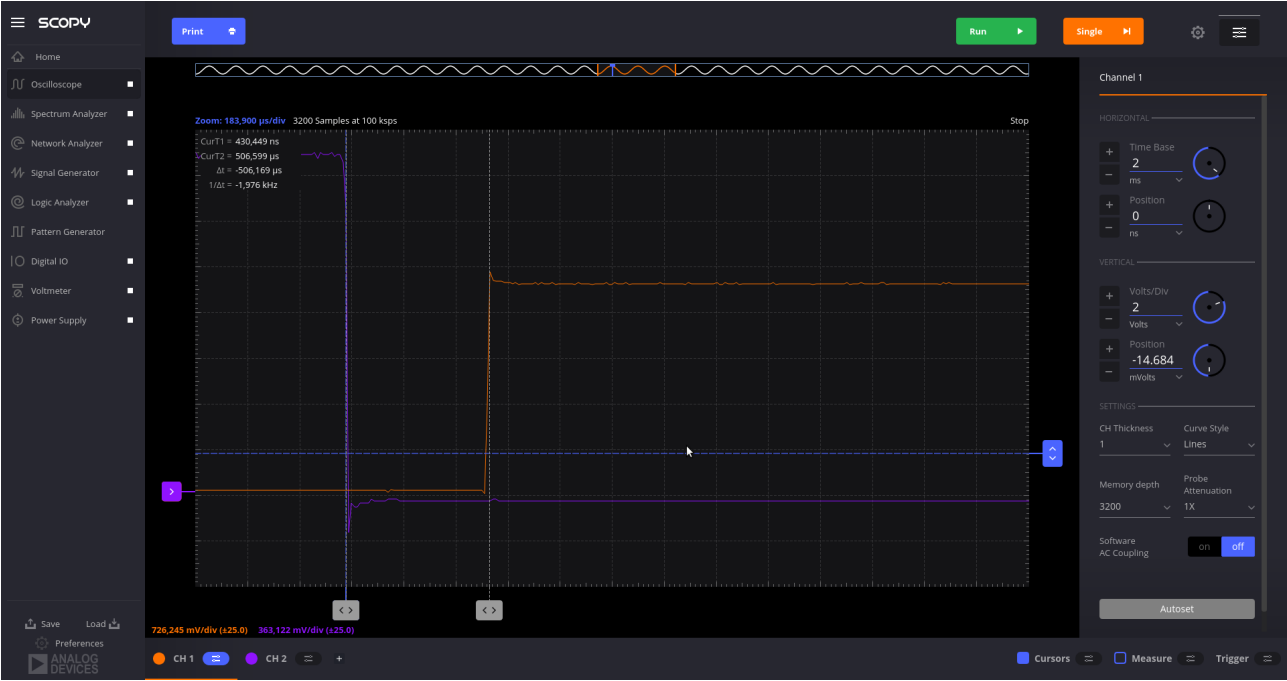 SCOPY
Print
Run
Single
Home
Oscilloscope
Spectrum Analyzer
Network Analyzer
Signal Generator
Logic Analyzer
Pattern Generator
Digital IO
Voltmeter
Power Supply
Save
Load
Preferences
ANALOG
DEVICES
Zoom: 183,900 µs/div 3200 Samples at 100 ksps
Stop
CurT1 = 430,449 ns
CurT2 = 506,599 µs
Δt = -506,169 µs
1/Δt = -1,976 kHz
726,245 mV/div (±25.0) 363,122 mV/div (±25.0)
CH 1
CH 2
+
Cursors
Measure
Trigger
Channel 1
HORIZONTAL
+
Time Base
2
−
ms
+
Position
0
−
ns
VERTICAL
+
Volts/Div
2
−
Volts
+
Position
-14.684
−
mVolts
SETTINGS
CH Thickness
Curve Style
1
Lines
Memory depth
Probe
Attenuation
3200
1X
Software
AC Coupling
on
off
Autoset